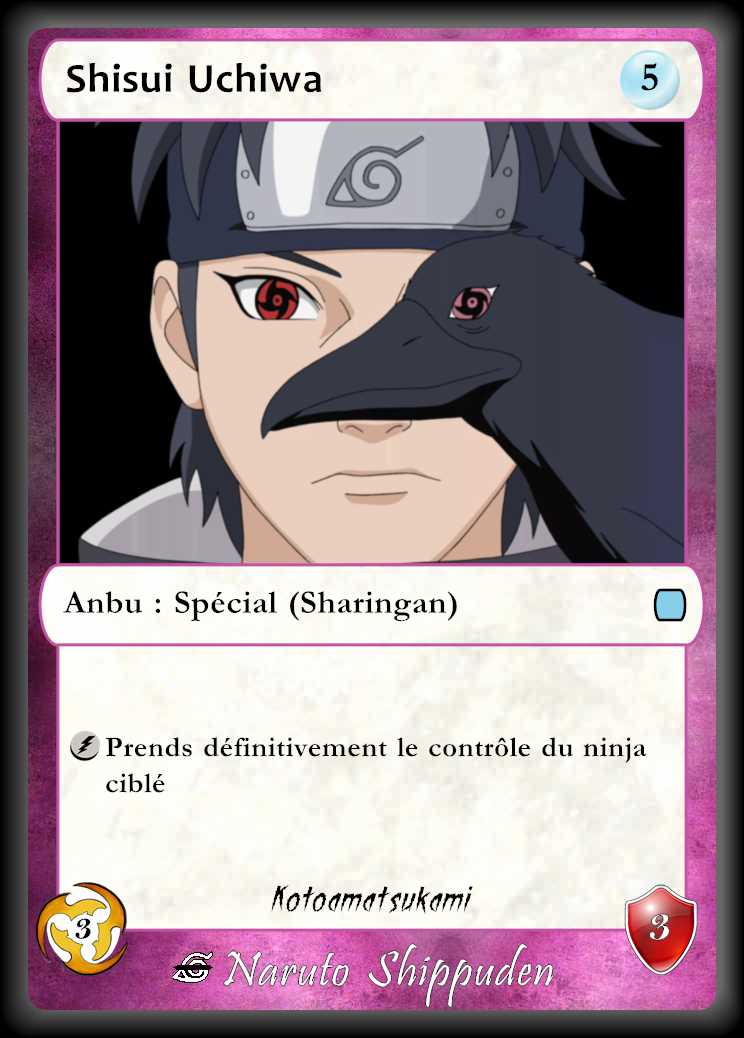 Shisui Uchiwa
5
Anbu : Spécial (Sharingan)
Prends définitivement le contrôle du ninja
ciblé
Kotoamatsukami
3
3
Naruto Shippuden